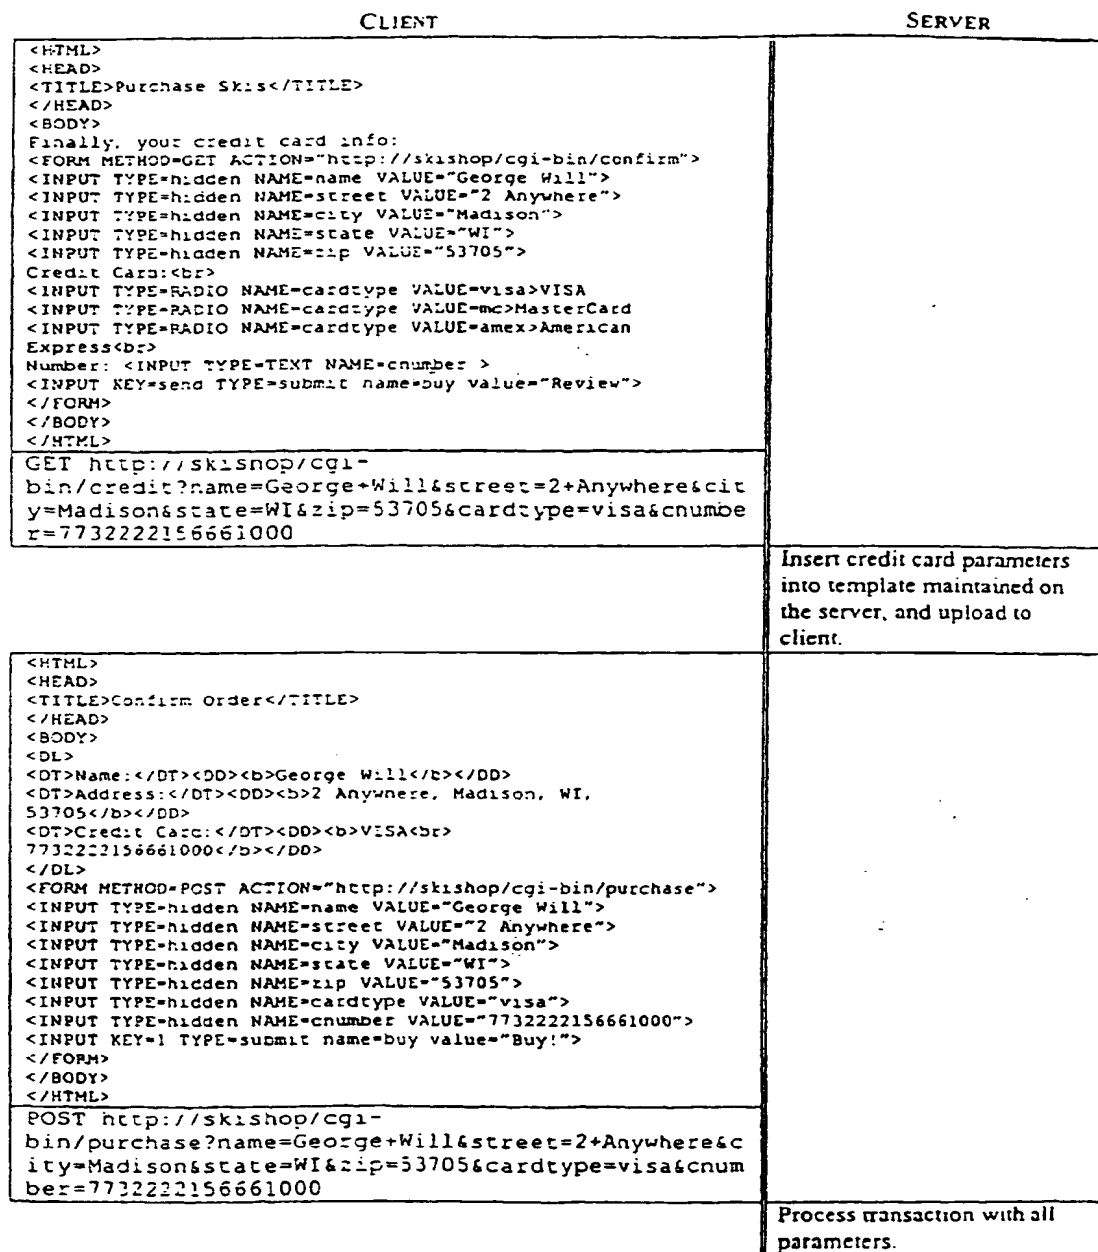 CLIENT SERVER
<HTML>
<HEAD>
<TITLE>Purchase Skis</TITLE>
</HEAD>
<BODY>
Finally, your credit card info:
<FORM METHOD=GET ACTION="http://skishop/cgi-bin/confirm">
<INPUT TYPE=hidden NAME=name VALUE="George Will">
<INPUT TYPE=hidden NAME=street VALUE="2 Anywhere">
<INPUT TYPE=hidden NAME=city VALUE="Madison">
<INPUT TYPE=hidden NAME=state VALUE="WI">
<INPUT TYPE=hidden NAME=zip VALUE="53705">
Credit Card:<br>
<INPUT TYPE=RADIO NAME=cardtype VALUE=visa>VISA
<INPUT TYPE=RADIO NAME=cardtype VALUE=mc>MasterCard
<INPUT TYPE=RADIO NAME=cardtype VALUE=amex>American
Express<br>
Number: <INPUT TYPE=TEXT NAME=cnumber >
<INPUT KEY=send TYPE=submit name=buy value="Review">
</FORM>
</BODY>
</HTML>
GET http://skishop/cgi-
bin/credit?name=George+Will&street=2+Anywhere&cit
y=Madison&state=WI&zip=53705&cardtype=visa&cnumbe
r=7732222156661000
Insert credit card parameters
into template maintained on
the server, and upload to
client.
<HTML>
<HEAD>
<TITLE>Confirm Order</TITLE>
</HEAD>
<BODY>
<DL>
<DT>Name:</DT><DD><b>George Will</b></DD>
<DT>Address:</DT><DD><b>2 Anywhere, Madison, WI,
53705</b></DD>
<DT>Credit Card:</DT><DD><b>VISA<br>
7732222156661000</b></DD>
</DL>
<FORM METHOD=POST ACTION="http://skishop/cgi-bin/purchase">
<INPUT TYPE=hidden NAME=name VALUE="George Will">
<INPUT TYPE=hidden NAME=street VALUE="2 Anywhere">
<INPUT TYPE=hidden NAME=city VALUE="Madison">
<INPUT TYPE=hidden NAME=state VALUE="WI">
<INPUT TYPE=hidden NAME=zip VALUE="53705">
<INPUT TYPE=hidden NAME=cardtype VALUE="visa">
<INPUT TYPE=hidden NAME=cnumber VALUE="7732222156661000">
<INPUT KEY=1 TYPE=submit name=buy value="Buy!">
</FORM>
</BODY>
</HTML>
POST http://skishop/cgi-
bin/purchase?name=George+Will&street=2+Anywhere&c
ity=Madison&state=WI&zip=53705&cardtype=visa&cnum
ber=7732222156661000
Process transaction with all
parameters.